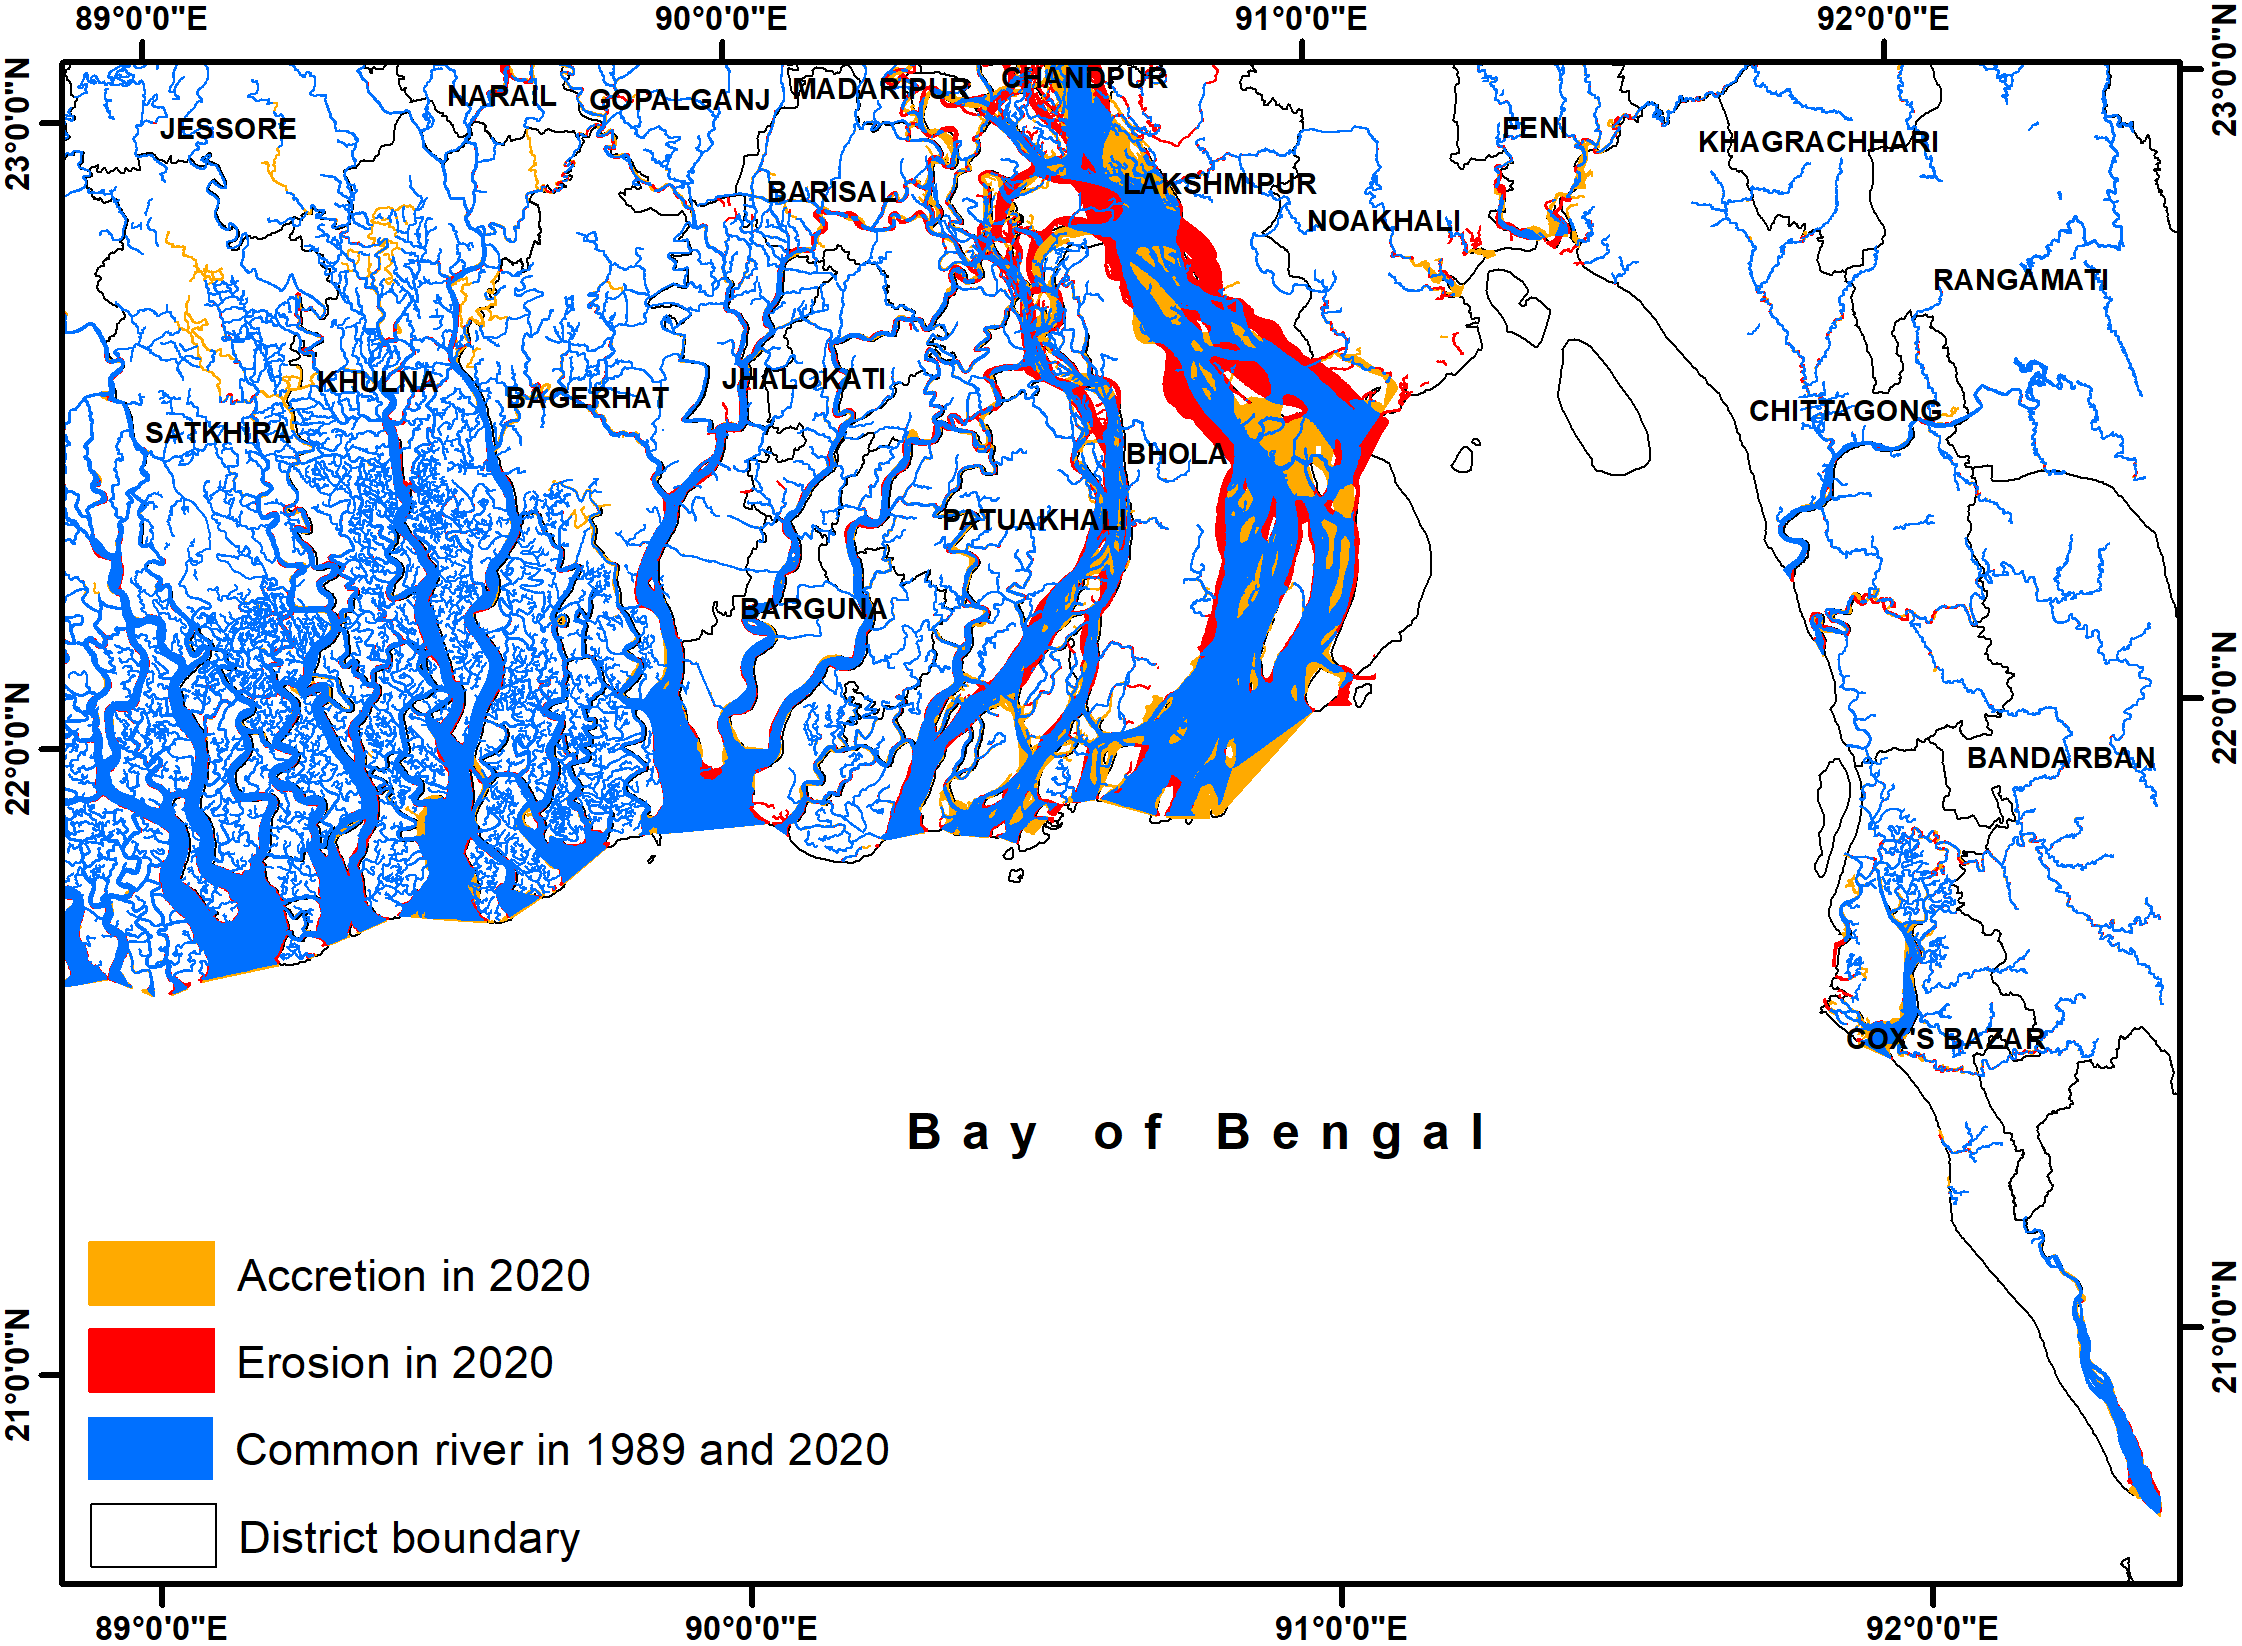 89°0'0"E 90°0'0"E 91°0'0"E 92°0'0"E
23°0'0"N
23°0'0"N
CHANDPUR
MADARIPUR
NARAIL
GOPALGANJ
JESSORE
FENI
KHAGRACHHARI
LAKSHMIPUR
BARISAL
NOAKHALI
RANGAMATI
KHULNA
JHALOKATI
BAGERHAT
CHITTAGONG
SATKHIRA
BHOLA
PATUAKHALI
BARGUNA
22°0'0"N
22°0'0"N
BANDARBAN
COX'S BAZAR
Bay of Bengal
Accretion in 2020
Erosion in 2020
Common river in 1989 and 2020
District boundary
21°0'0"N
21°0'0"N
89°0'0"E 90°0'0"E 91°0'0"E 92°0'0"E